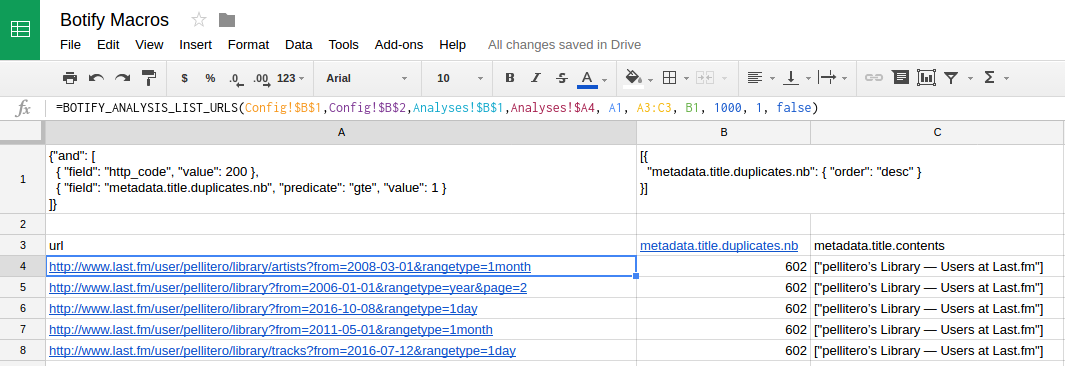 Botify Macros
File Edit View Insert Format Data Tools Add-ons Help All changes saved in Drive
$ % .0 .00 123 Arial 10 B I S A Σ
fx =BOTIFY_ANALYSIS_LIST_URLS(Config!$B$1,Config!$B$2,Analyses!$B$1,Analyses!$A4, A1, A3:C3, B1, 1000, 1, false)
A B C
{"and": [ [{
{ "field": "http_code", "value": 200 }, "metadata.title.duplicates.nb": { "order": "desc" }
1 { "field": "metadata.title.duplicates.nb", "predicate": "gte", "value": 1 } }]
]}
2
3 url metadata.title.duplicates.nb metadata.title.contents
4 http://www.last.fm/user/pellitero/library/artists?from=2008-03-01&rangetype=1month 602 ["pellitero’s Library — Users at Last.fm"]
5 http://www.last.fm/user/pellitero/library?from=2006-01-01&rangetype=year&page=2 602 ["pellitero’s Library — Users at Last.fm"]
6 http://www.last.fm/user/pellitero/library?from=2016-10-08&rangetype=1day 602 ["pellitero’s Library — Users at Last.fm"]
7 http://www.last.fm/user/pellitero/library?from=2011-05-01&rangetype=1month 602 ["pellitero’s Library — Users at Last.fm"]
8 http://www.last.fm/user/pellitero/library/tracks?from=2016-07-12&rangetype=1day 602 ["pellitero’s Library — Users at Last.fm"]